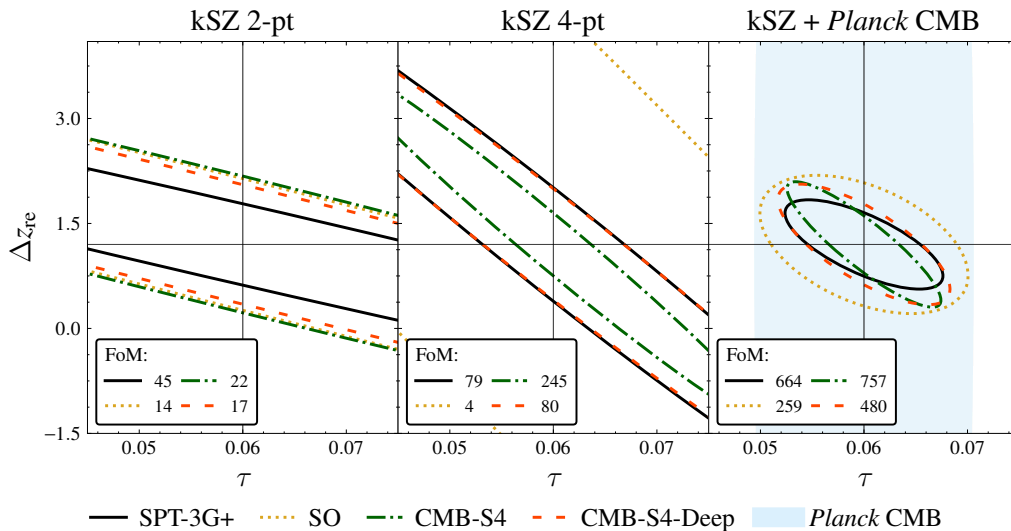 kSZ 2-pt kSZ 4-pt kSZ + Planck CMB
3.0
1.5
0.0
−1.5
Δz_re
FoM: FoM: FoM:
45 22 79 245 664 757
14 17 4 80 259 480
0.05 0.06 0.07 0.05 0.06 0.07 0.05 0.06 0.07
τ τ τ
SPT-3G+ SO CMB-S4 CMB-S4-Deep Planck CMB